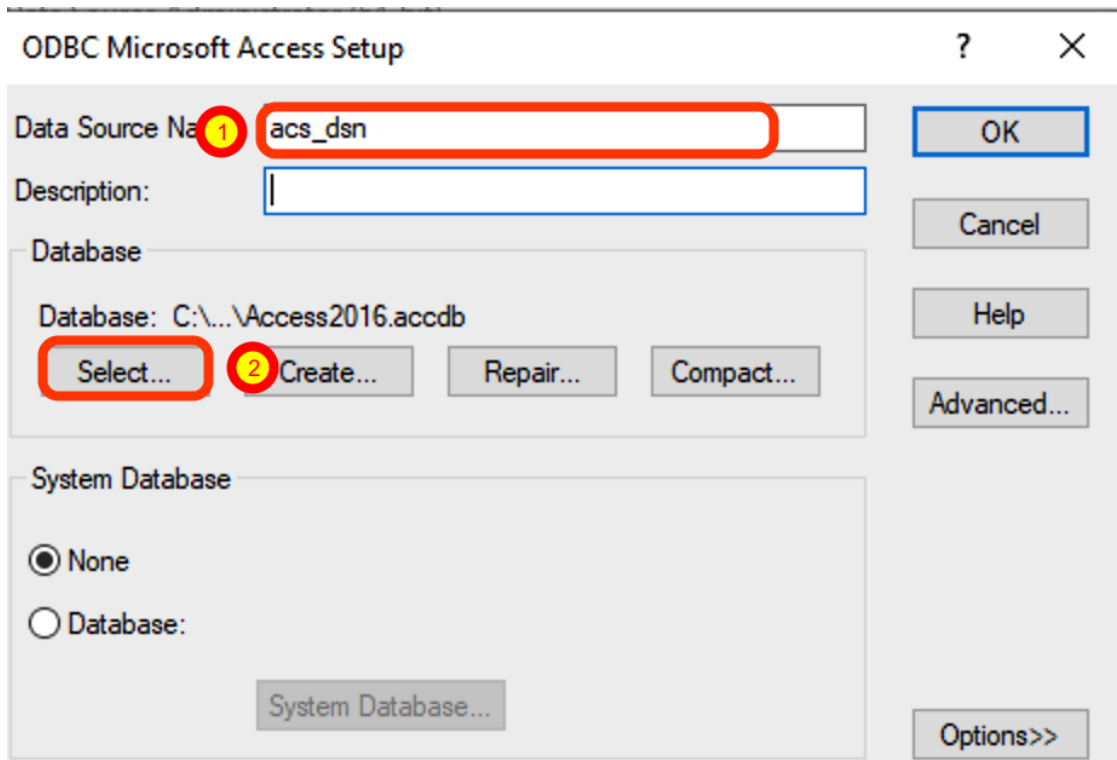 ODBC Microsoft Access Setup
Data Source Na 1 acs_dsn
OK
Description:
Cancel
Database
Database: C:\...\Access2016.accdb
Help
Select... 2 Create... Repair... Compact...
Advanced...
System Database
None
Database:
System Database...
Options>>